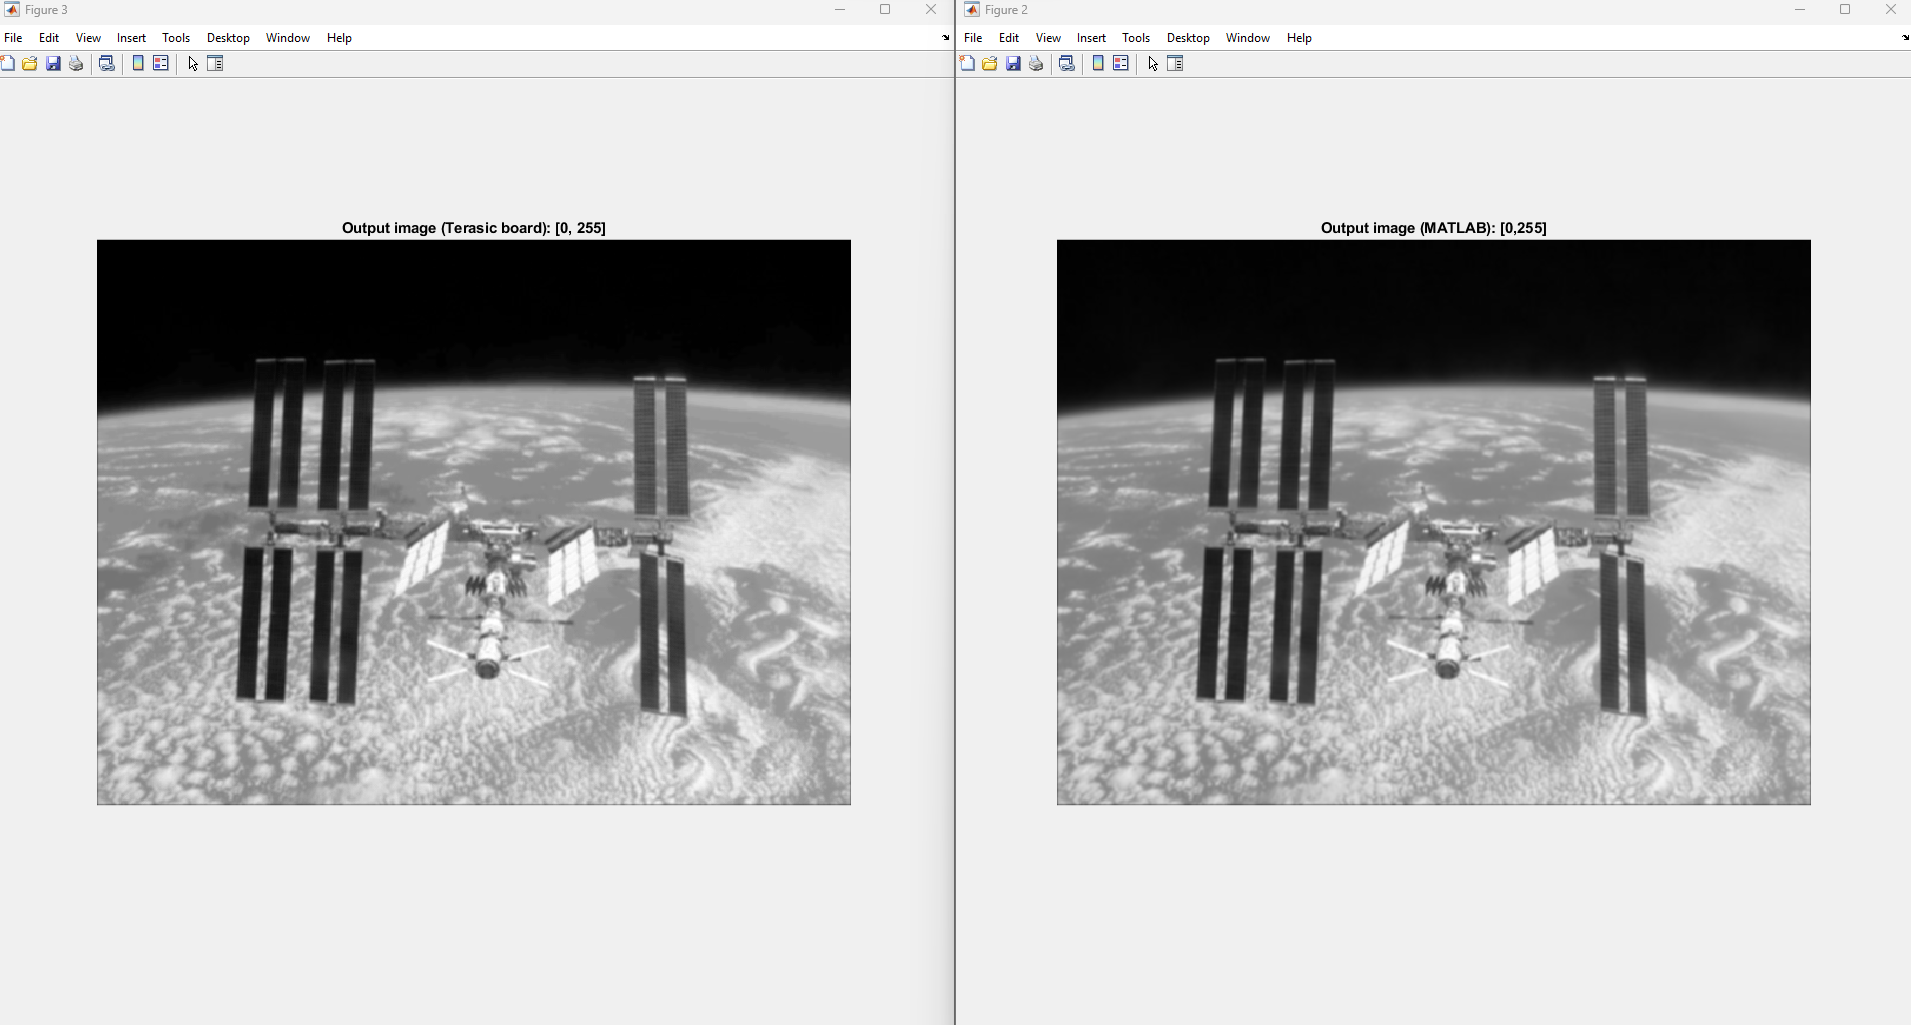 Figure 3
File Edit View Insert Tools Desktop Window Help
Output image (Terasic board): [0, 255]
Figure 2
File Edit View Insert Tools Desktop Window Help
Output image (MATLAB): [0,255]